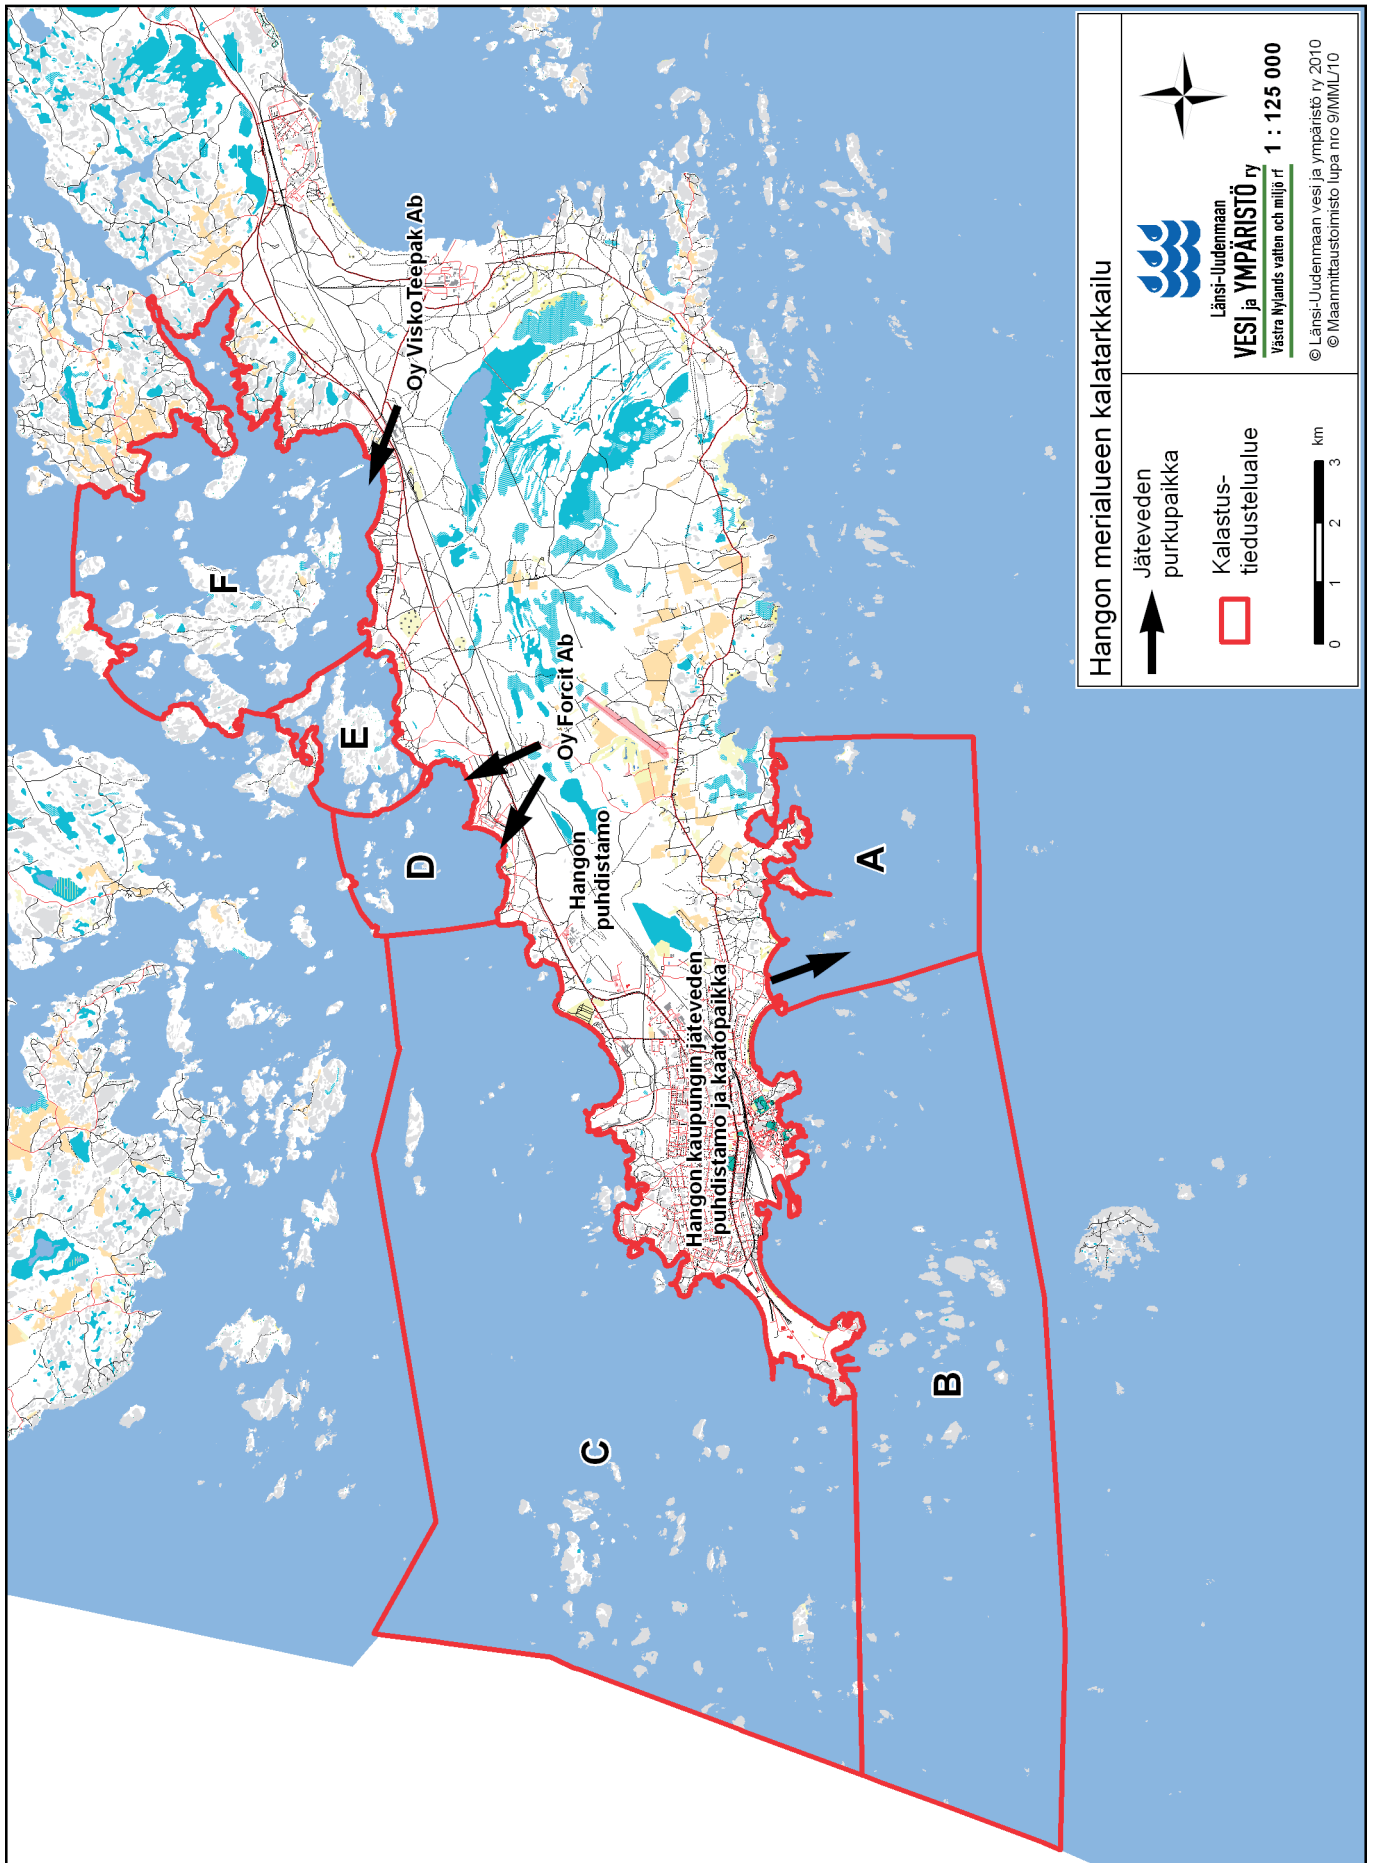 F
E
D
C
B
A
Oy ViskoTeepak Ab
Oy Forcit Ab
Hangon
puhdistamo
Hangon kaupungin jäteveden
puhdistamo ja kaatopaikka
Hangon merialueen kalatarkkailu
Jäteveden
purkupaikka
Kalastus-
tiedustelualue
0 1 2 3 km
Länsi-Uudenmaan
VESI ja YMPÄRISTÖ ry
Västra Nylands vatten och miljö rf
1 : 125 000
© Länsi-Uudenmaan vesi ja ympäristö ry 2010
© Maanmittaustoimisto lupa nro 9/MML/10